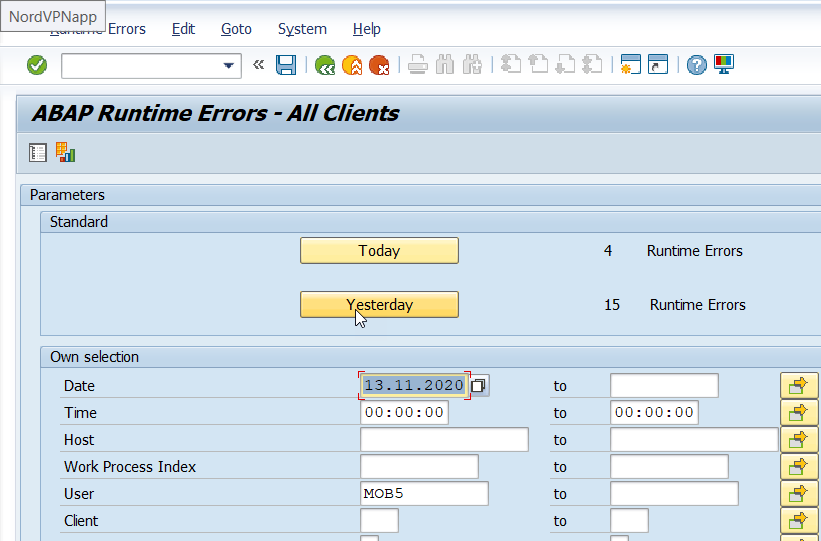 NordVPNapp
Runtime Errors Edit Goto System Help
ABAP Runtime Errors - All Clients
Parameters
Standard
Today 4 Runtime Errors
Yesterday 15 Runtime Errors
Own selection
Date 13.11.2020 to
Time 00:00:00 to 00:00:00
Host to
Work Process Index to
User MOB5 to
Client to